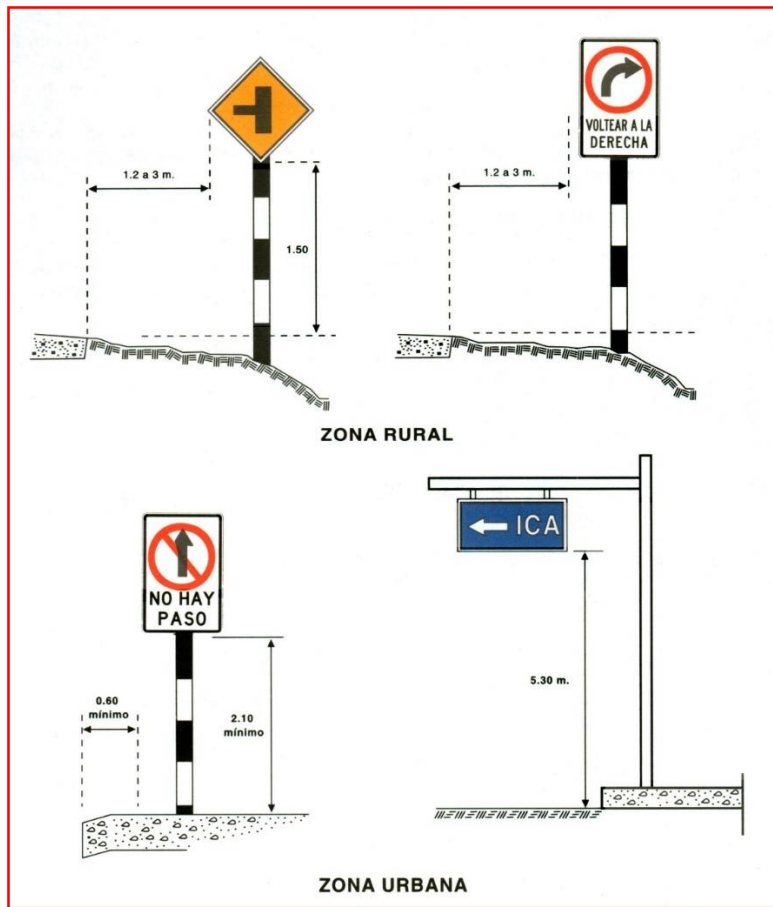 VOLTEAR A LA
DERECHA
1.2 a 3 m.
1.50
1.2 a 3 m.
ZONA RURAL
ICA
NO HAY
PASO
0.60
mínimo
2.10
mínimo
5.30 m.
ZONA URBANA